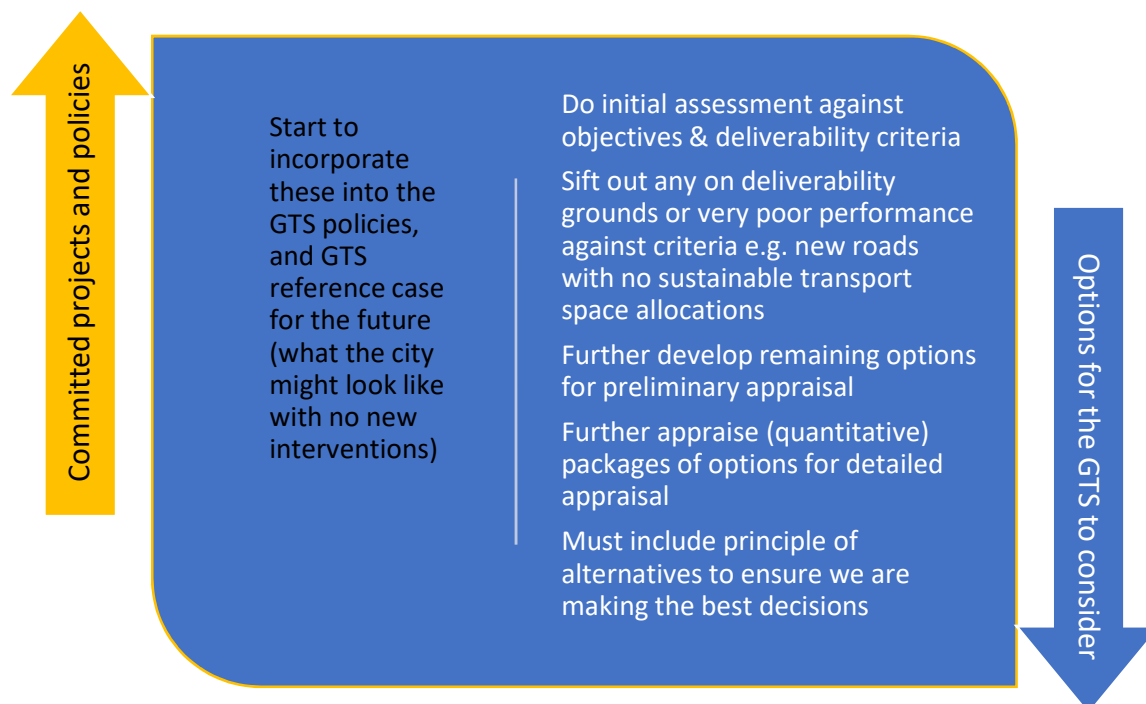 Committed projects and policies
Start to
incorporate
these into the
GTS policies,
and GTS
reference case
for the future
(what the city
might look like
with no new
interventions)
Do initial assessment against
objectives & deliverability criteria
Sift out any on deliverability
grounds or very poor performance
against criteria e.g. new roads
with no sustainable transport
space allocations
Further develop remaining options
for preliminary appraisal
Further appraise (quantitative)
packages of options for detailed
appraisal
Must include principle of
alternatives to ensure we are
making the best decisions
Options for the GTS to consider